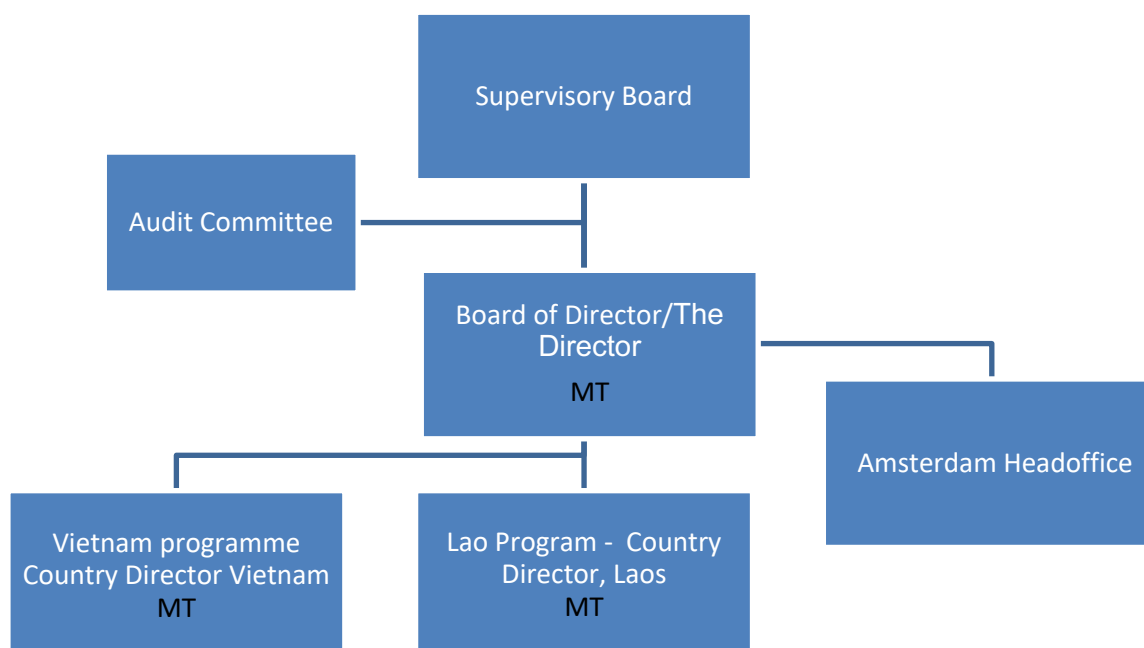 Supervisory Board
Audit Committee
Board of Director/The
Director
MT
Amsterdam Headoffice
Vietnam programme
Country Director Vietnam
MT
Lao Program -  Country
Director, Laos
MT